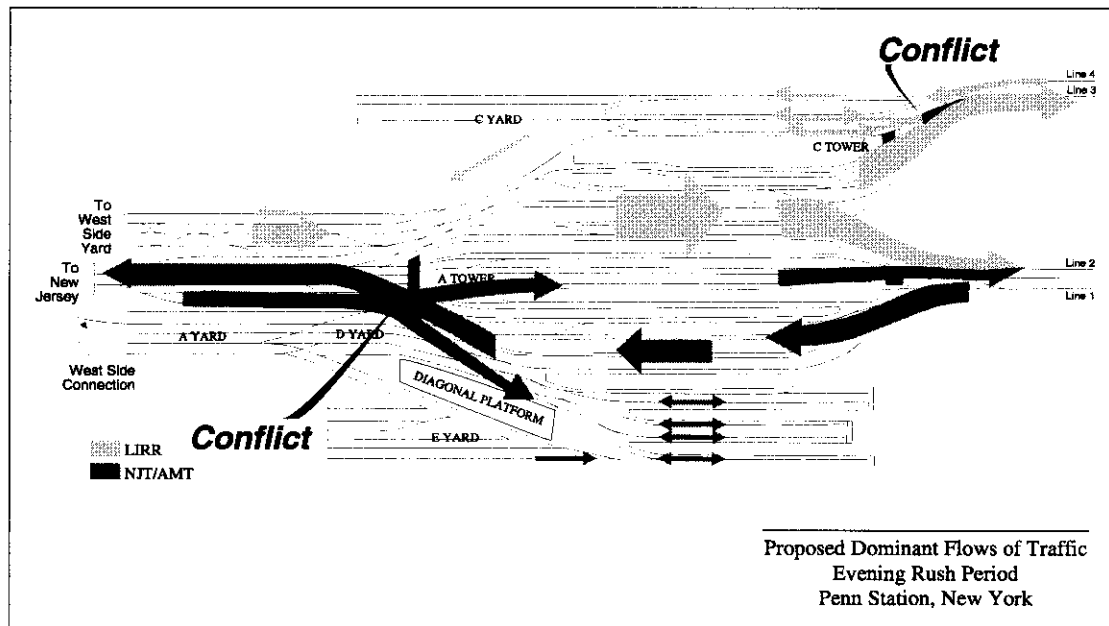 Conflict
Line 4
Line 3
C YARD
C TOWER
To
West
Side
Yard
To
New
Jersey
A TOWER
Line 2
Line 1
A YARD
D YARD
West Side
Connection
DIAGONAL PLATFORM
Conflict
E YARD
LIRR
NJT/AMT
Proposed Dominant Flows of Traffic
Evening Rush Period
Penn Station, New York